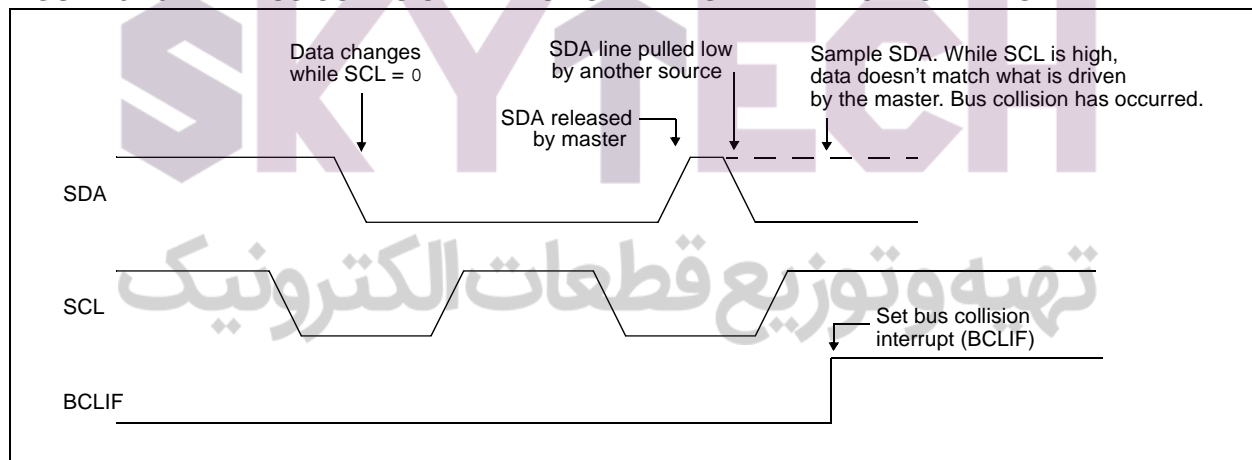 SKYTECH
Data changes
while SCL = 0
SDA line pulled low
by another source
Sample SDA. While SCL is high,
data doesn't match what is driven
by the master. Bus collision has occurred.
SDA released
by master
SDA
تهیه و توزیع قطعات الکترونیک
SCL
Set bus collision
interrupt (BCLIF)
BCLIF